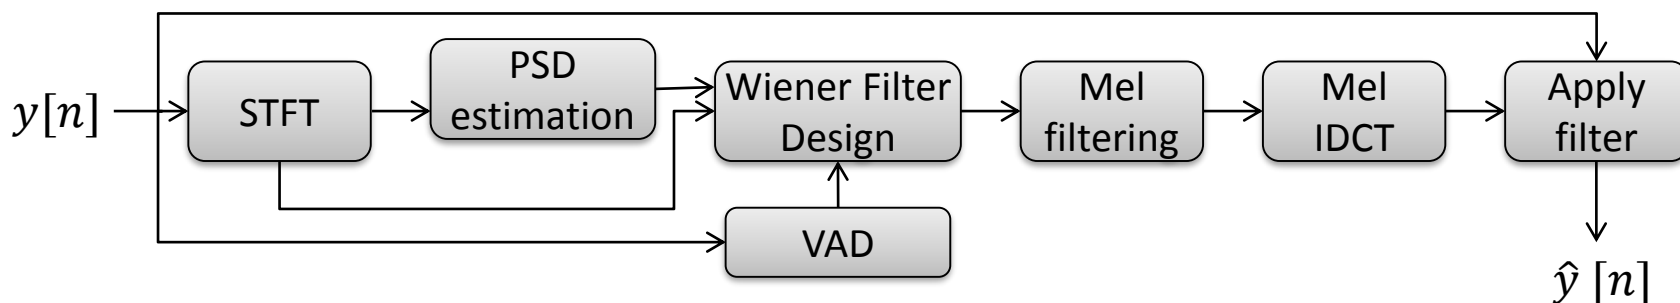 y[n]
STFT
PSD
estimation
Wiener Filter
Design
VAD
Mel
filtering
Mel
IDCT
Apply
filter
ŷ [n]